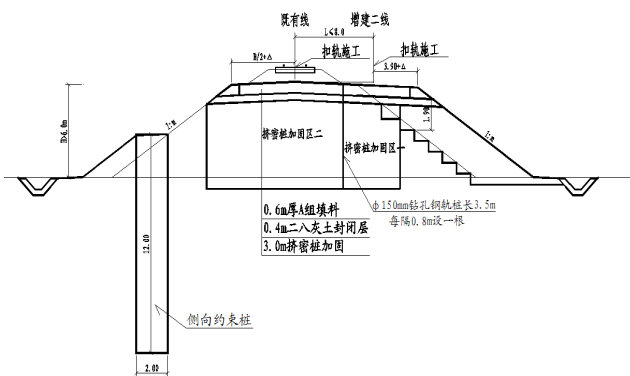 既有线 增建二线
L≤8.0
扣轨施工 扣轨施工
B/2+Δ
3.90+Δ
H>6.0m
1:m
1:m
1.90
挤密桩加固区二
挤密桩加固区一
0.6m厚A组填料
0.4m二八灰土封闭层
3.0m挤密桩加固
φ150mm钻孔钢轨桩长3.5m
每隔0.8m设一根
12.00
侧向约束桩
2.00